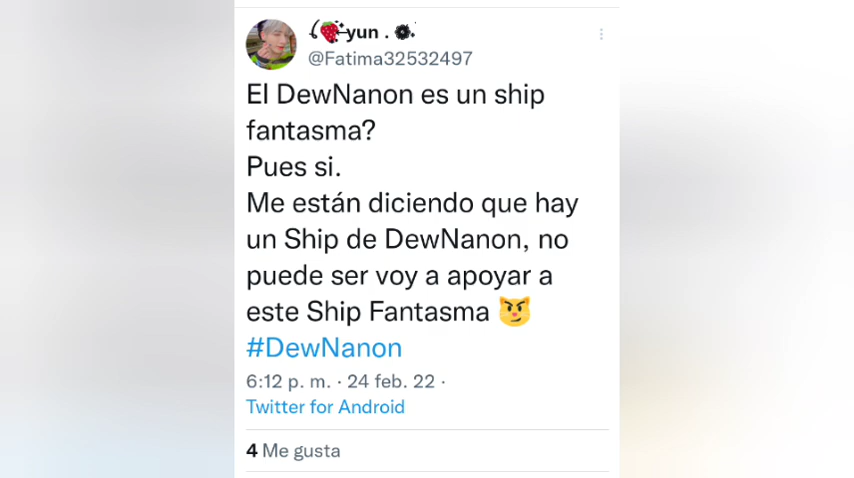 yun .
@Fatima32532497
El DewNanon es un ship
fantasma?
Pues si.
Me están diciendo que hay
un Ship de DewNanon, no
puede ser voy a apoyar a
este Ship Fantasma 😼
#DewNanon
6:12 p. m. · 24 feb. 22 ·
Twitter for Android
4 Me gusta